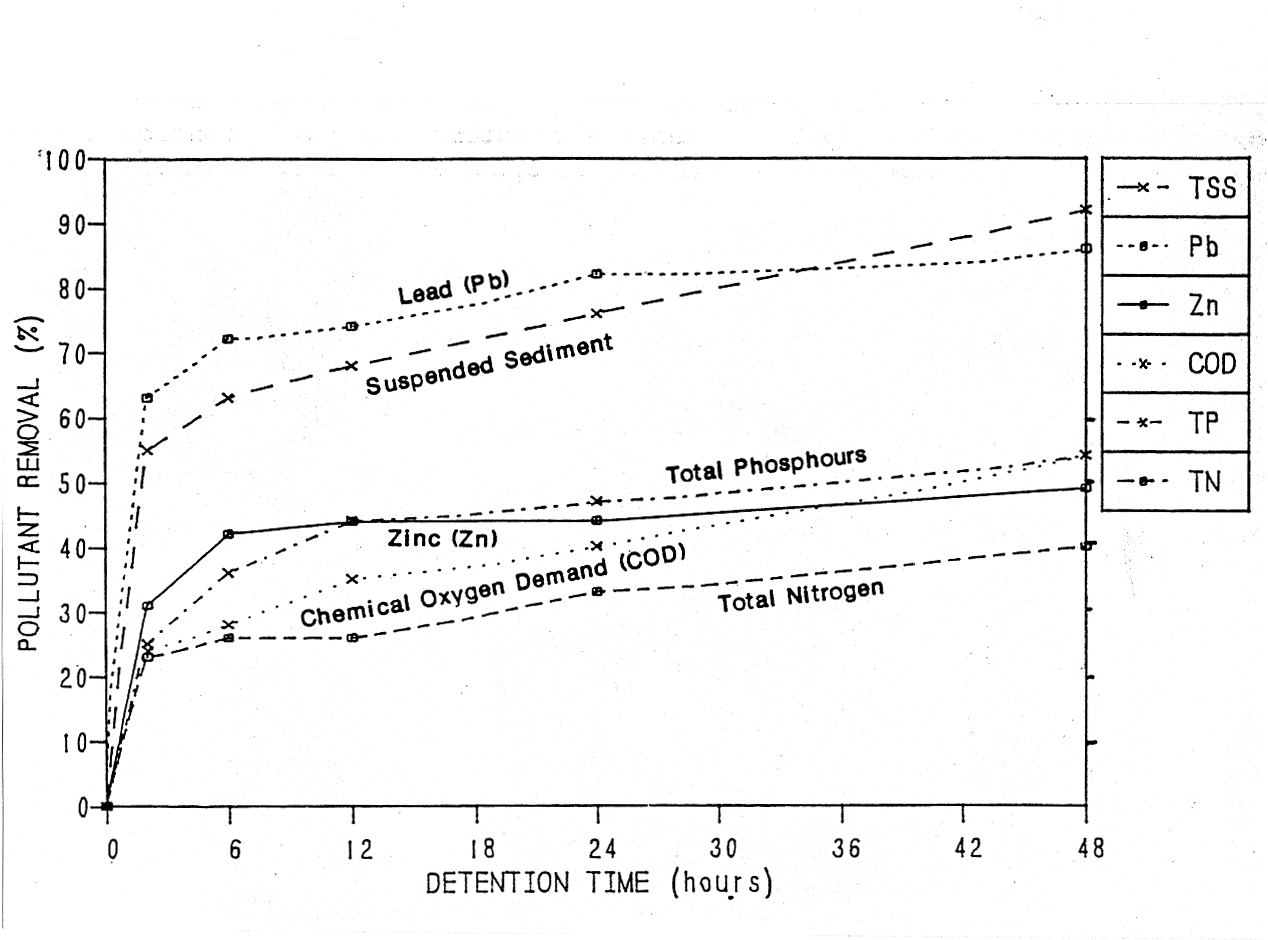 100
90
80
70
60
50
40
30
20
10
0
POLLUTANT REMOVAL (%)
Lead (Pb)
Suspended Sediment
Total Phosphours
Zinc (Zn)
Chemical Oxygen Demand (COD)
Total Nitrogen
0 6 12 18 24 30 36 42 48
DETENTION TIME (hours)
TSS
Pb
Zn
COD
TP
TN